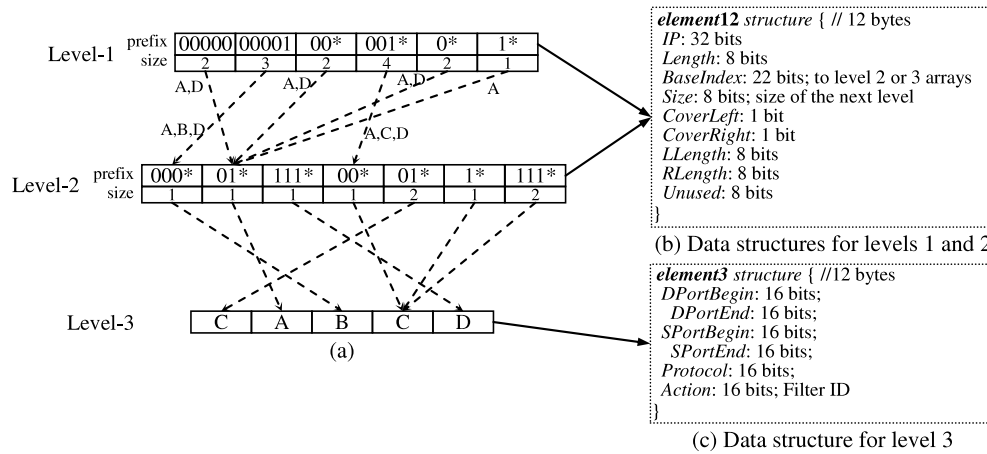 Level-1
prefix 00000 00001 00* 001* 0* 1*
size 2 3 2 4 2 1
A,D A,D A,D A
A,B,D A,C,D
Level-2
prefix 000* 01* 111* 00* 01* 1* 111*
size 1 1 1 1 2 1 2
Level-3 C A B C D
(a)
element12 structure { // 12 bytes
IP: 32 bits
Length: 8 bits
BaseIndex: 22 bits; to level 2 or 3 arrays
Size: 8 bits; size of the next level
CoverLeft: 1 bit
CoverRight: 1 bit
LLength: 8 bits
RLength: 8 bits
Unused: 8 bits
}
(b) Data structures for levels 1 and 2
element3 structure { //12 bytes
DPortBegin: 16 bits;
DPortEnd: 16 bits;
SPortBegin: 16 bits;
SPortEnd: 16 bits;
Protocol: 16 bits;
Action: 16 bits; Filter ID
}
(c) Data structure for level 3